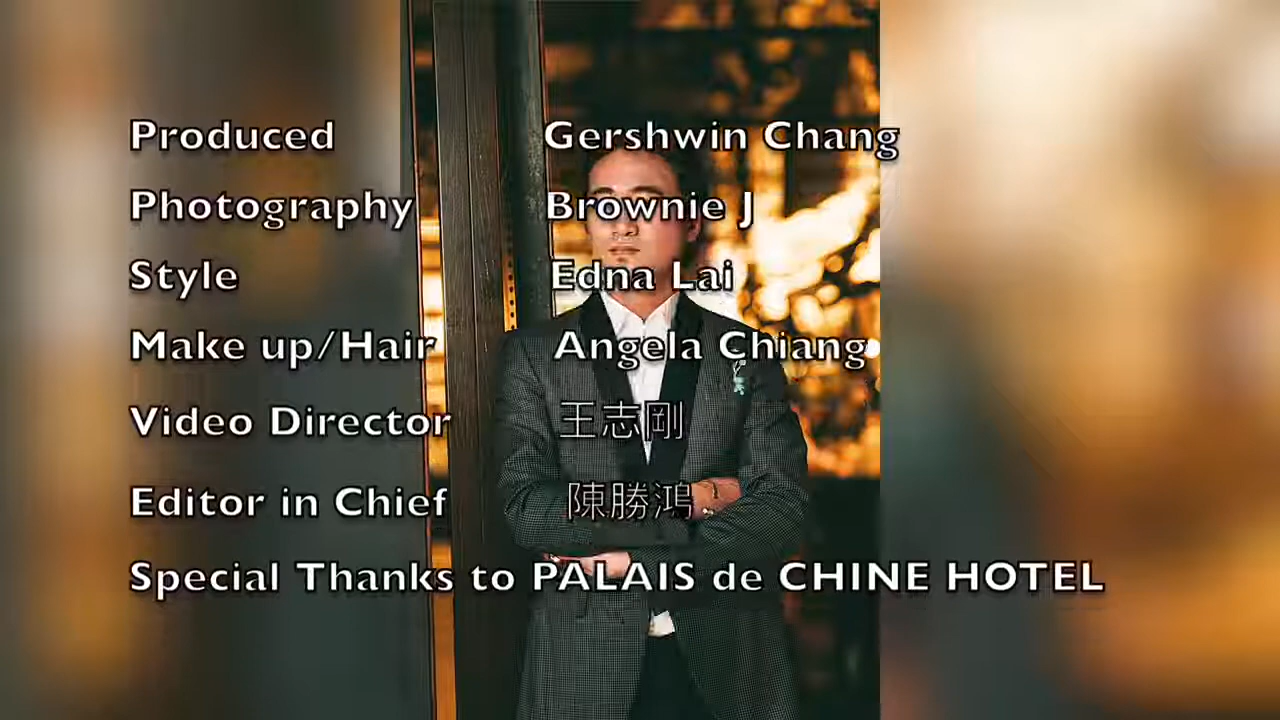 Produced Gershwin Chang
Photography Brownie J
Style Edna Lai
Make up/Hair Angela Chiang
Video Director 王志剛
Editor in Chief 陳勝鴻
Special Thanks to PALAIS de CHINE HOTEL